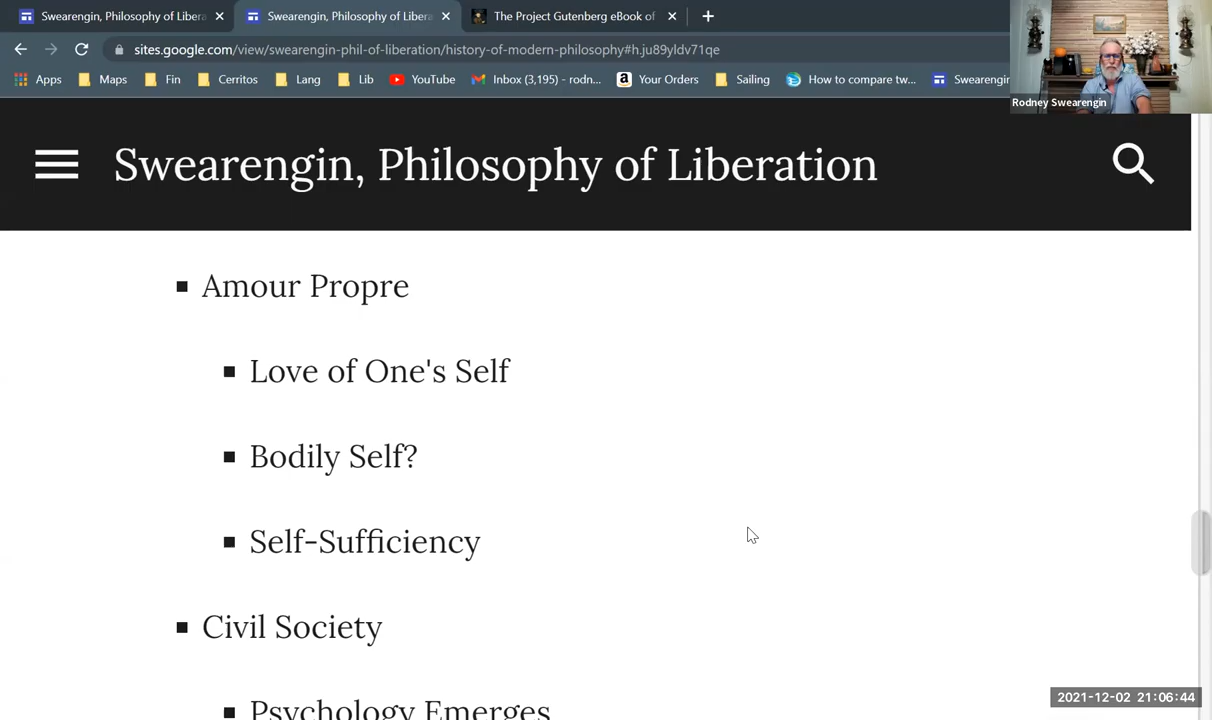 Swearengin, Philosophy of Libera
Swearengin, Philosophy of Libera
The Project Gutenberg eBook of
sites.google.com/view/swearengin-phil-of-liberation/history-of-modern-philosophy#h.ju89yldv71qe
Apps Maps Fin Cerritos Lang Lib YouTube Inbox (3,195) - rodn... Your Orders Sailing How to compare tw... Swearengin
Rodney Swearengin
Swearengin, Philosophy of Liberation
Amour Propre
Love of One's Self
Bodily Self?
Self-Sufficiency
Civil Society
Psychology Emerges
2021-12-02 21:06:44